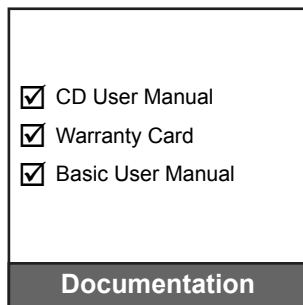 CD User Manual
Warranty Card
Basic User Manual
Documentation